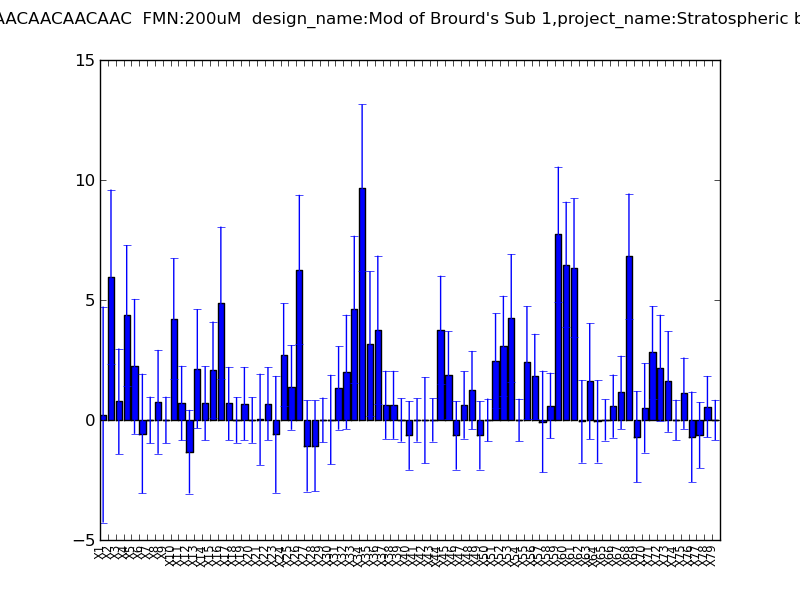 AACAACAACAAC FMN:200uM design_name:Mod of Brourd's Sub 1,project_name:Stratospheric b
15
10
5
0
−5
X1 X2 X3 X4 X5 X6 X7 X8 X9 X10 X11 X12 X13 X14 X15 X16 X17 X18 X19 X20 X21 X22 X23 X24 X25 X26 X27 X28 X29 X30 X31 X32 X33 X34 X35 X36 X37 X38 X39 X40 X41 X42 X43 X44 X45 X46 X47 X48 X49 X50 X51 X52 X53 X54 X55 X56 X57 X58 X59 X60 X61 X62 X63 X64 X65 X66 X67 X68 X69 X70 X71 X72 X73 X74 X75 X76 X77 X78 X79